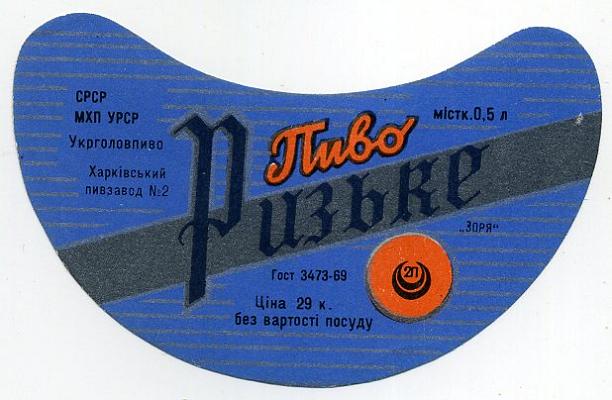 СРСР
МХП УРСР
Укрголовпиво
Харківський
пивзавод №2
Пиво
Ризьке
містк.0,5 л
„ЗОРЯ“
2П
Гост 3473-69
Ціна 29 к.
без вартості посуду